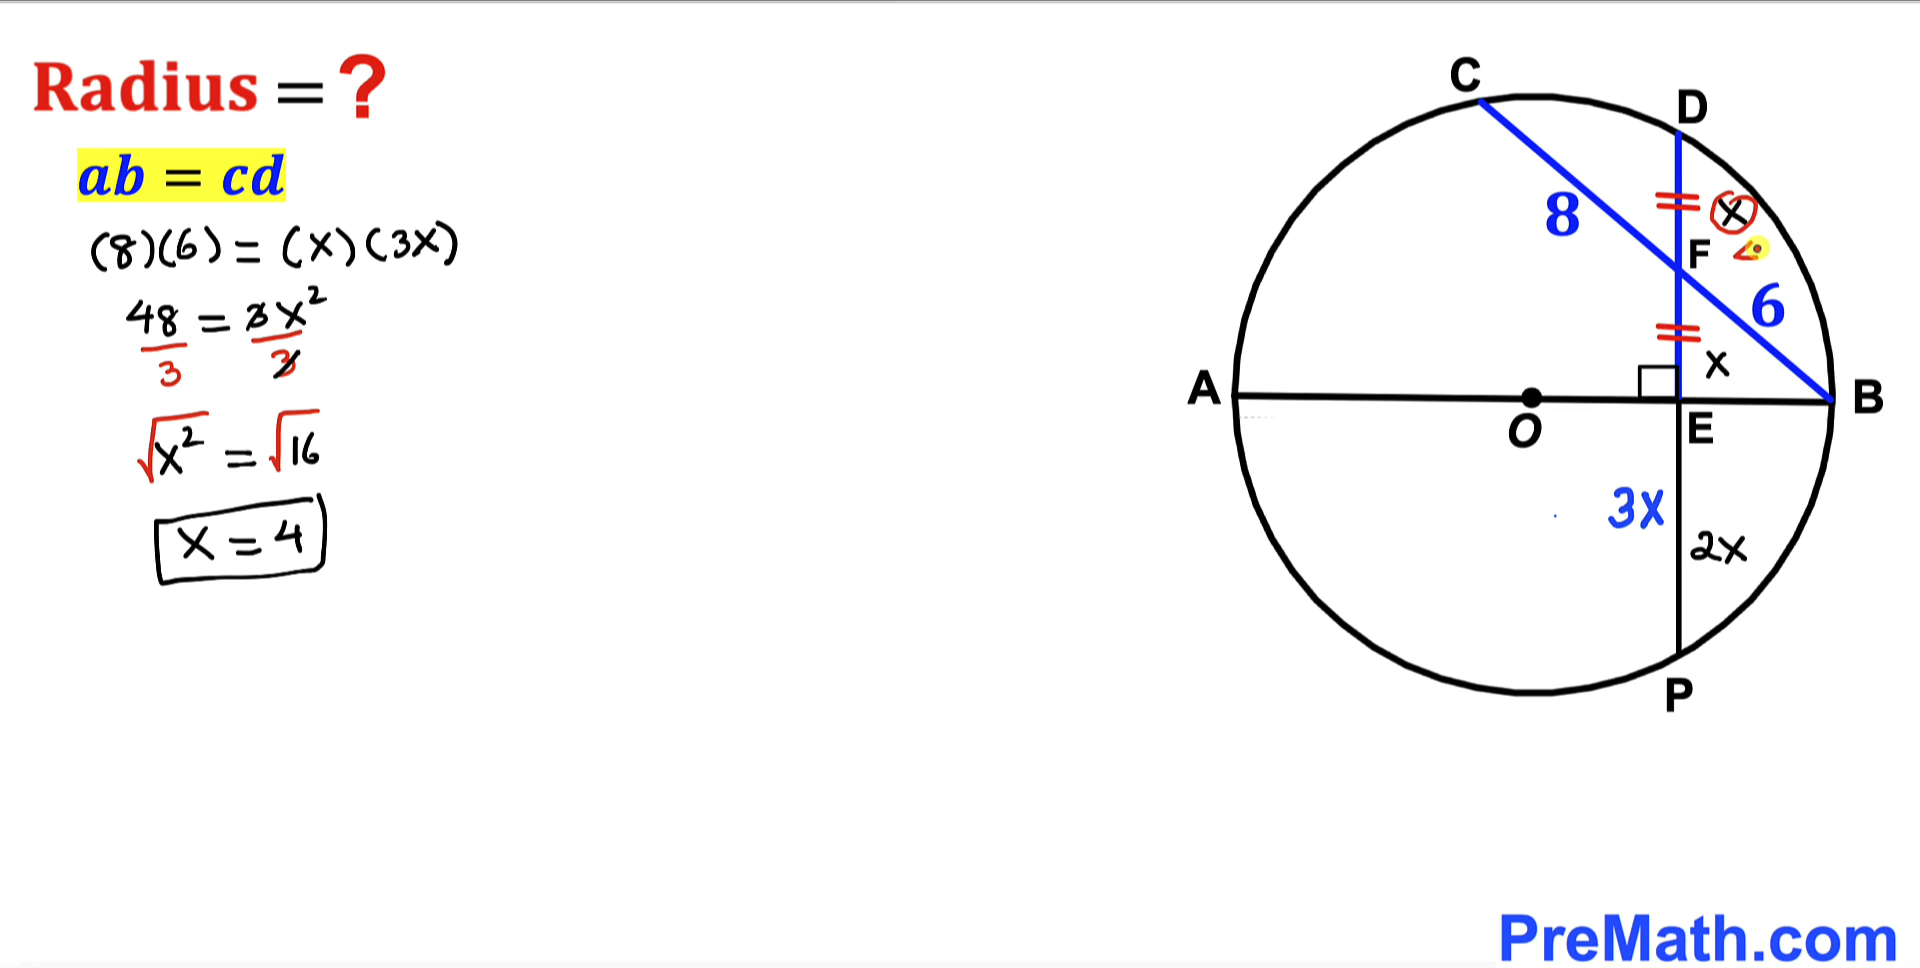 Radius = ?
ab = cd
(8)(6) = (x)(3x)
48 = 3x²
3 3
√x² = √16
x = 4
C
D
8
x
F
6
x
A
O
E
B
3x
2x
P
PreMath.com